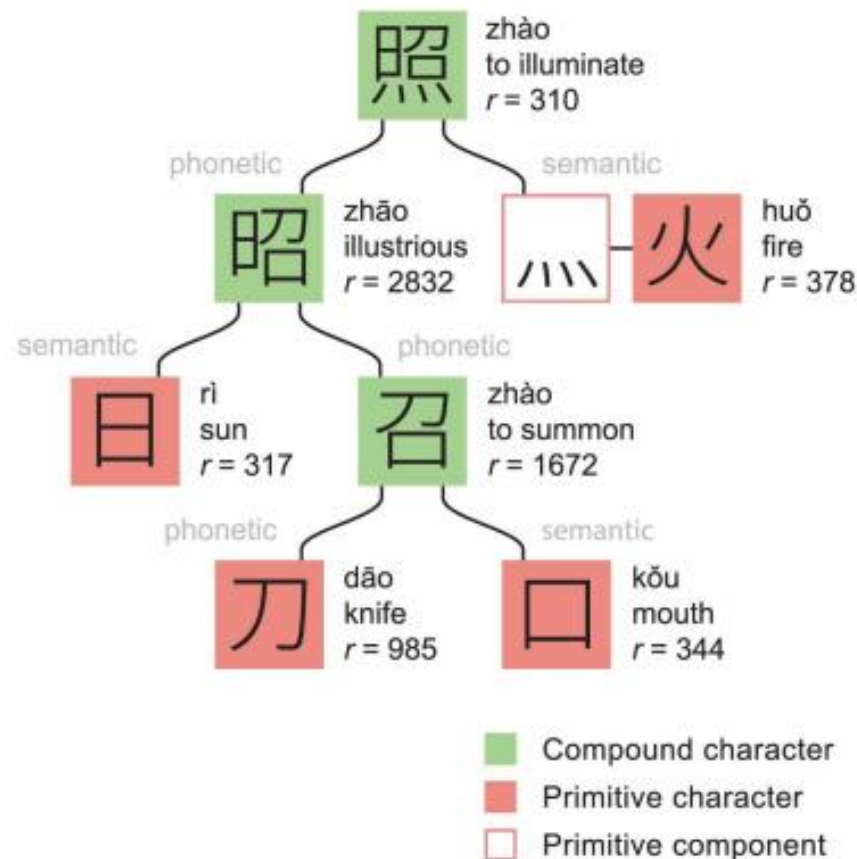 照
zhào
to illuminate
r = 310
phonetic
semantic
昭
zhāo
illustrious
r = 2832
灬
火
huǒ
fire
r = 378
semantic
phonetic
日
rì
sun
r = 317
召
zhào
to summon
r = 1672
phonetic
semantic
刀
dāo
knife
r = 985
口
kǒu
mouth
r = 344
Compound character
Primitive character
Primitive component